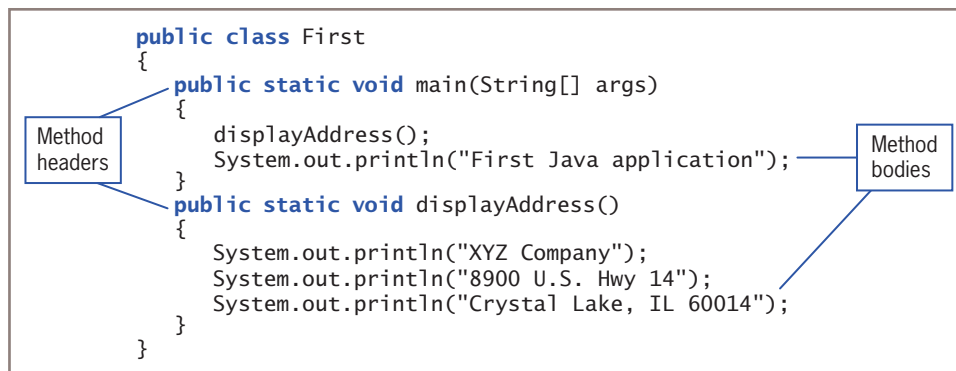 public class First
{
public static void main(String[] args)
{
displayAddress();
System.out.println("First Java application");
}
public static void displayAddress()
{
System.out.println("XYZ Company");
System.out.println("8900 U.S. Hwy 14");
System.out.println("Crystal Lake, IL 60014");
}
}
Method
headers
Method
bodies